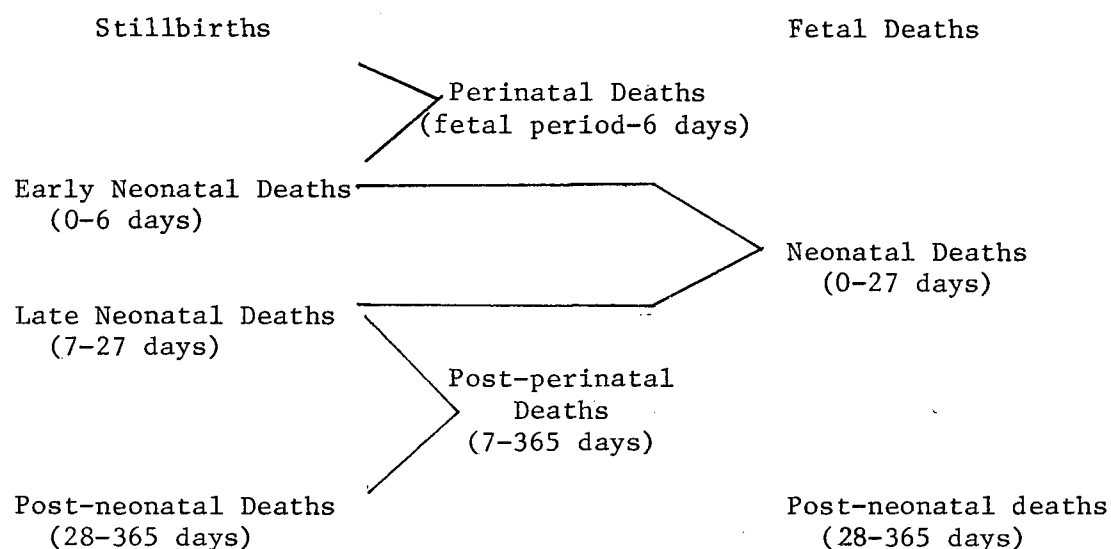 Stillbirths
Fetal Deaths
Perinatal Deaths
(fetal period-6 days)
Early Neonatal Deaths
(0-6 days)
Neonatal Deaths
(0-27 days)
Late Neonatal Deaths
(7-27 days)
Post-perinatal
Deaths
(7-365 days)
Post-neonatal Deaths
(28-365 days)
Post-neonatal deaths
(28-365 days)